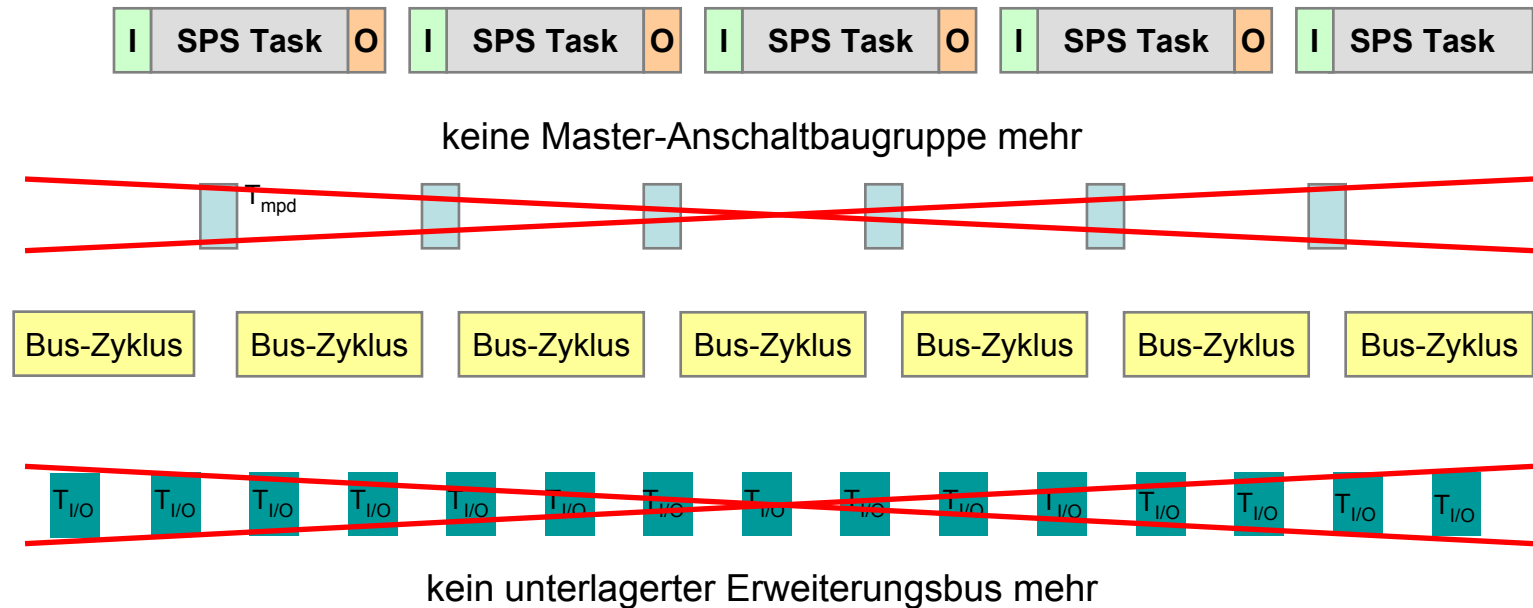 I SPS Task O I SPS Task O I SPS Task O I SPS Task O I SPS Task
keine Master-Anschaltbaugruppe mehr
Tmpd
Bus-Zyklus Bus-Zyklus Bus-Zyklus Bus-Zyklus Bus-Zyklus Bus-Zyklus Bus-Zyklus
TI/O TI/O TI/O TI/O TI/O TI/O TI/O TI/O TI/O TI/O TI/O TI/O TI/O TI/O TI/O
kein unterlagerter Erweiterungsbus mehr